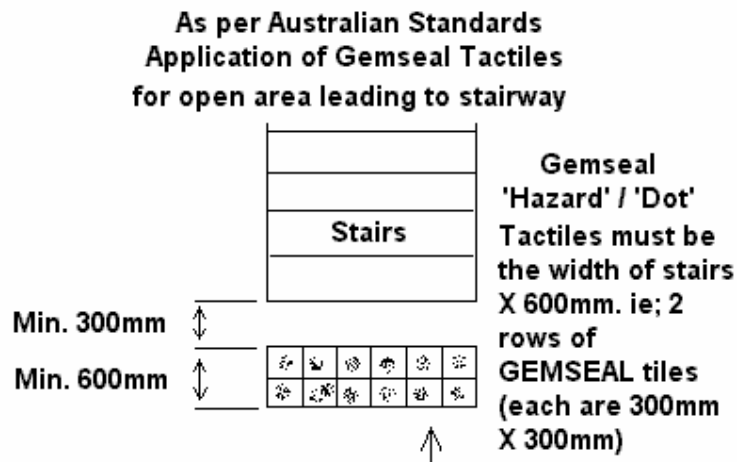 As per Australian Standards
Application of Gemseal Tactiles
for open area leading to stairway
Stairs
Min. 300mm
Min. 600mm
Gemseal
'Hazard' / 'Dot'
Tactiles must be
the width of stairs
X 600mm. ie; 2
rows of
GEMSEAL tiles
(each are 300mm
X 300mm)